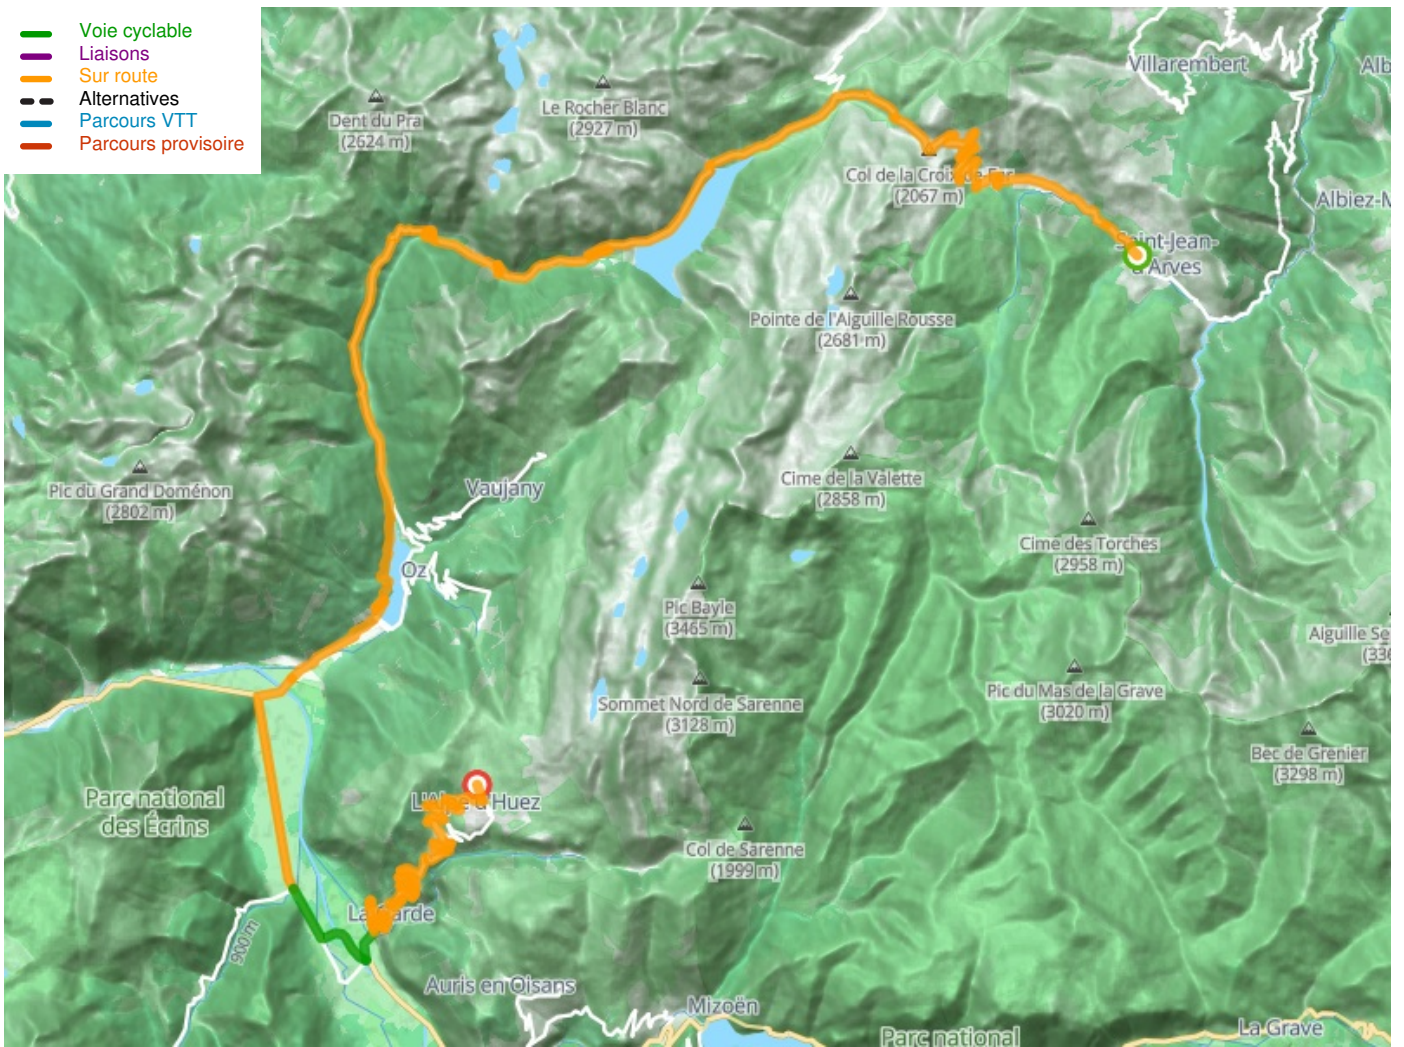 Voie cyclable
Liaisons
Sur route
Alternatives
Parcours VTT
Parcours provisoire
Villarembert
Alb
Dent du Pra
(2624 m)
Le Rocher Blanc
(2927 m)
Col de la Croix de Fer
(2067 m)
Albiez-M
Saint-Jean-
d'Arves
Pointe de l'Aiguille Rousse
(2681 m)
Pic du Grand Doménon
(2802 m)
Vaujany
Cime de la Valette
(2858 m)
Cime des Torches
(2958 m)
Oz
Pic Bayle
(3465 m)
Aiguille Se
(336
Sommet Nord de Sarenne
(3128 m)
Pic du Mas de la Grave
(3020 m)
Bec de Grenier
(3298 m)
Parc national
des Écrins
L'Alpe d'Huez
Col de Sarenne
(1999 m)
La Garde
900 m
Auris en Oisans
Mizoën
Parc national
La Grave